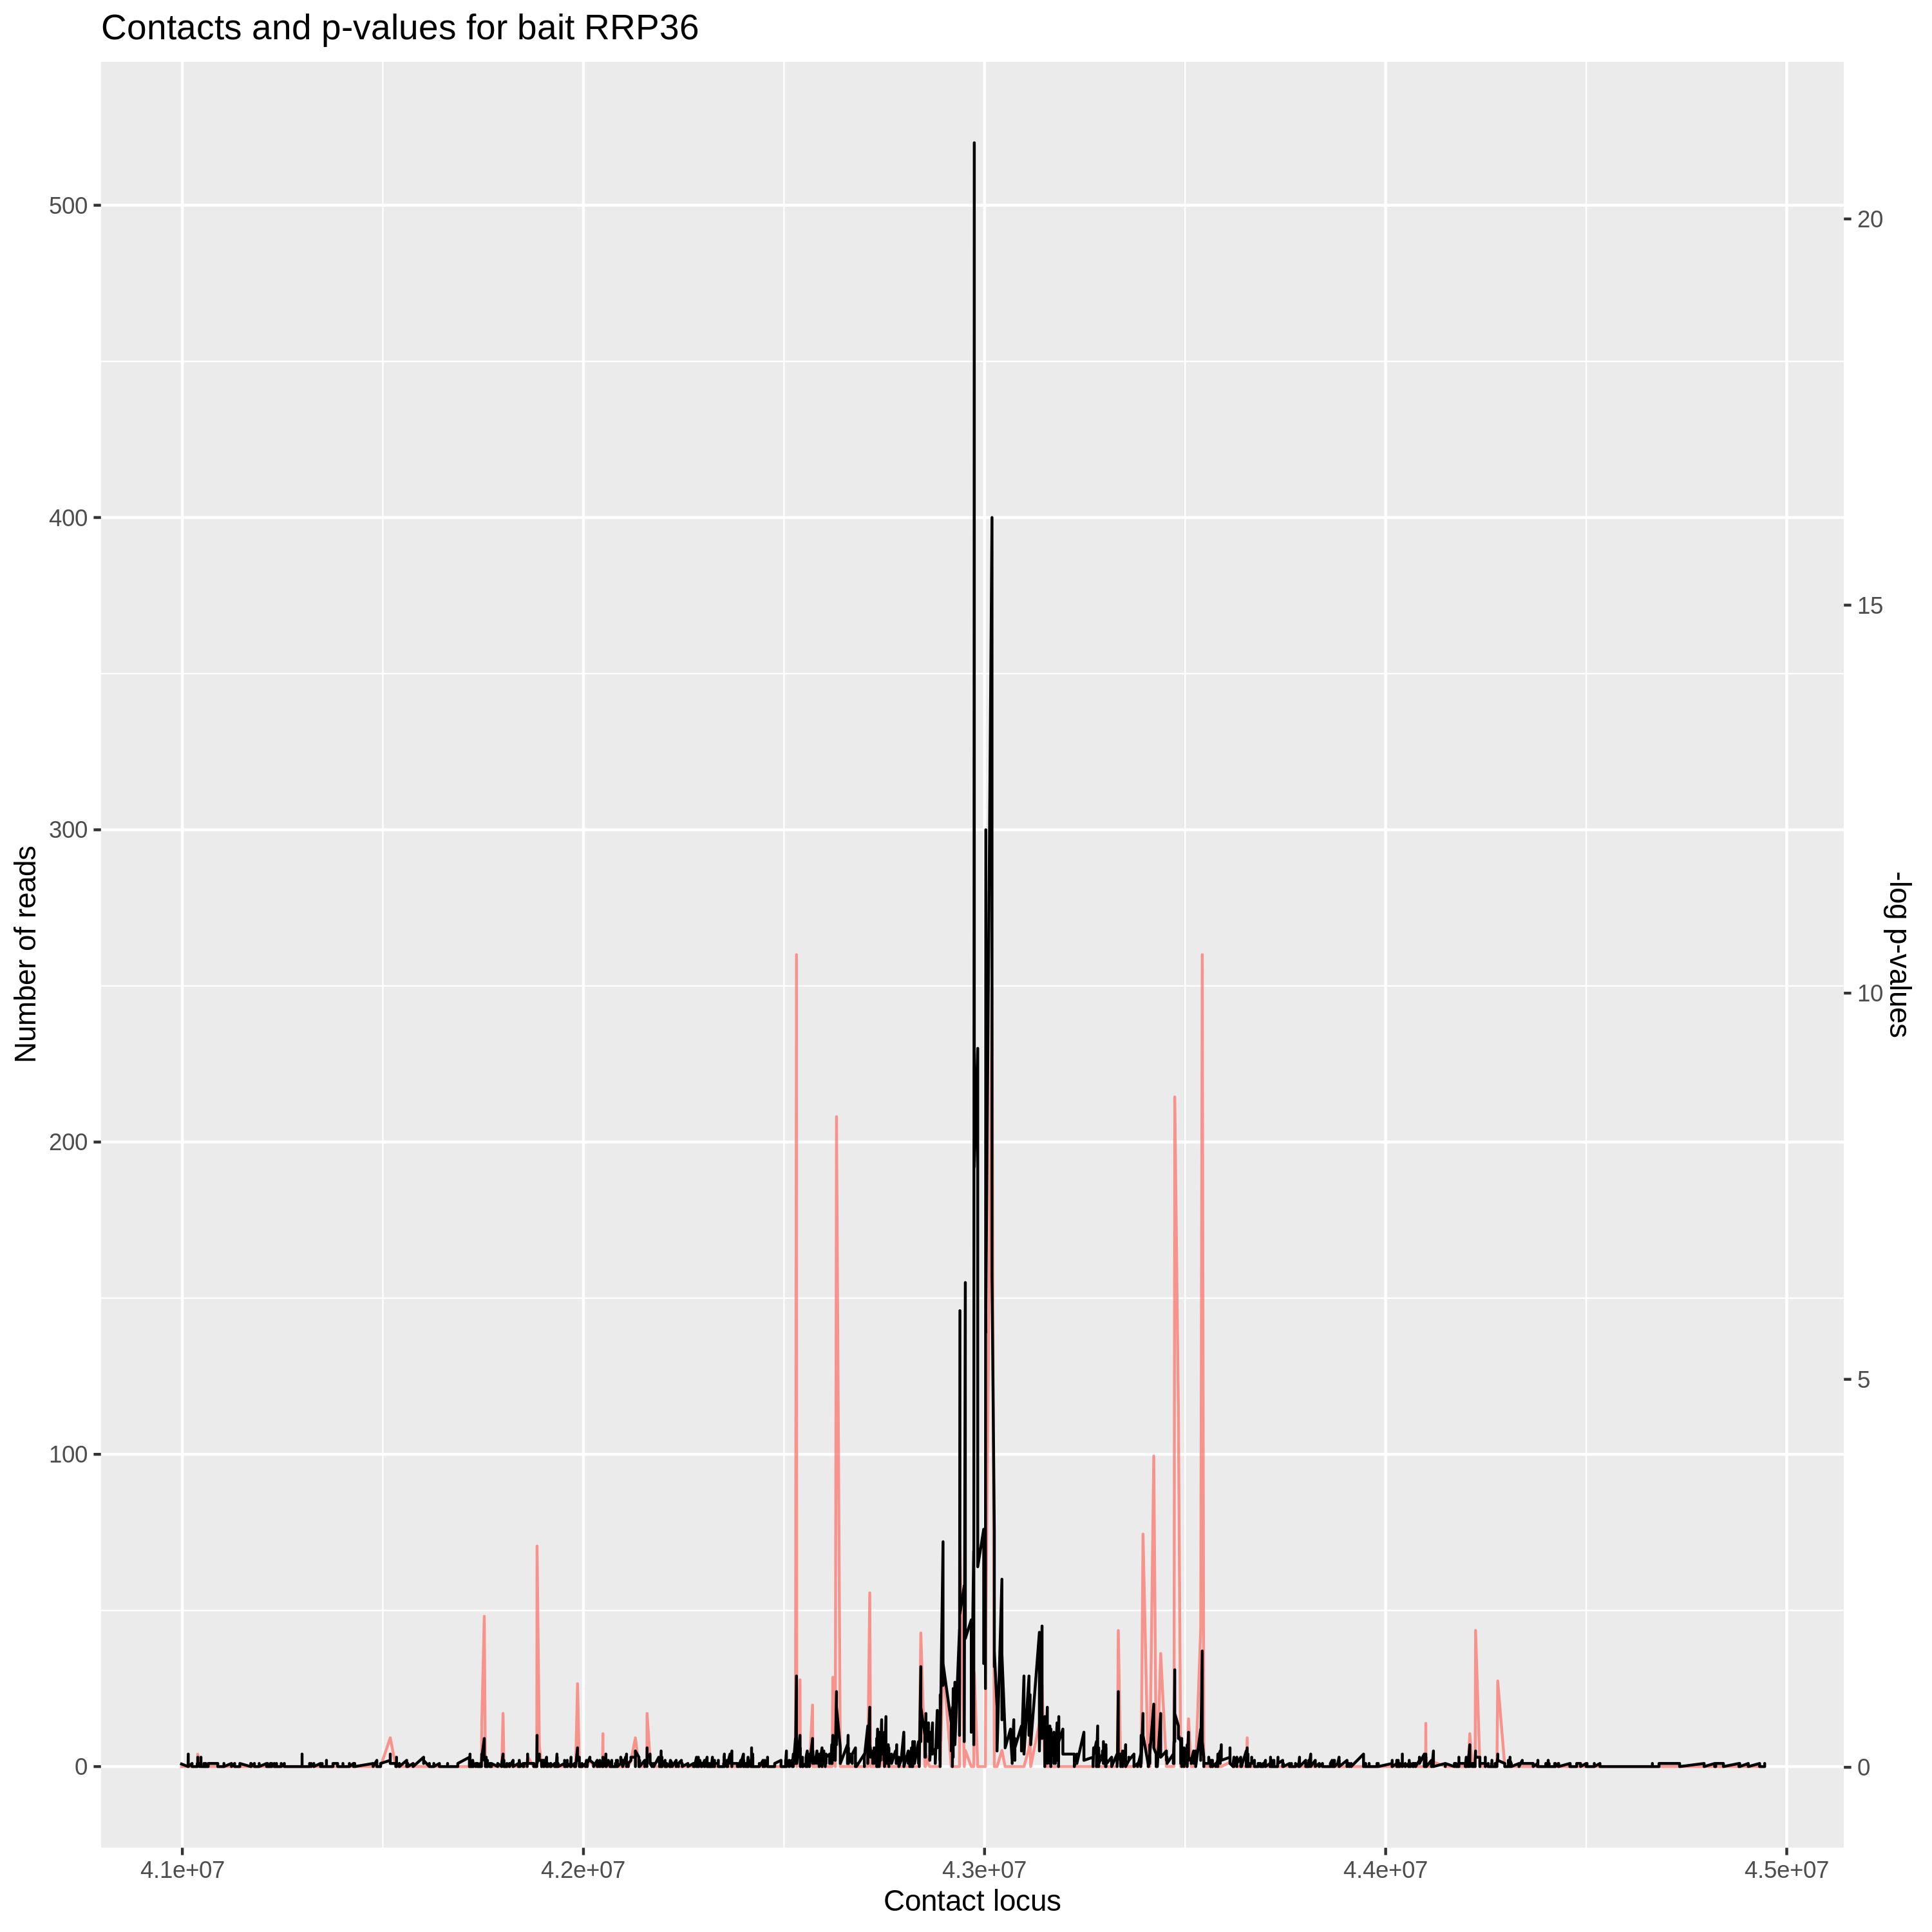 Contacts and p-values for bait RRP36
Number of reads
500
400
300
200
100
0
20
15
10
5
0
-log p-values
4.1e+07
4.2e+07
4.3e+07
4.4e+07
4.5e+07
Contact locus